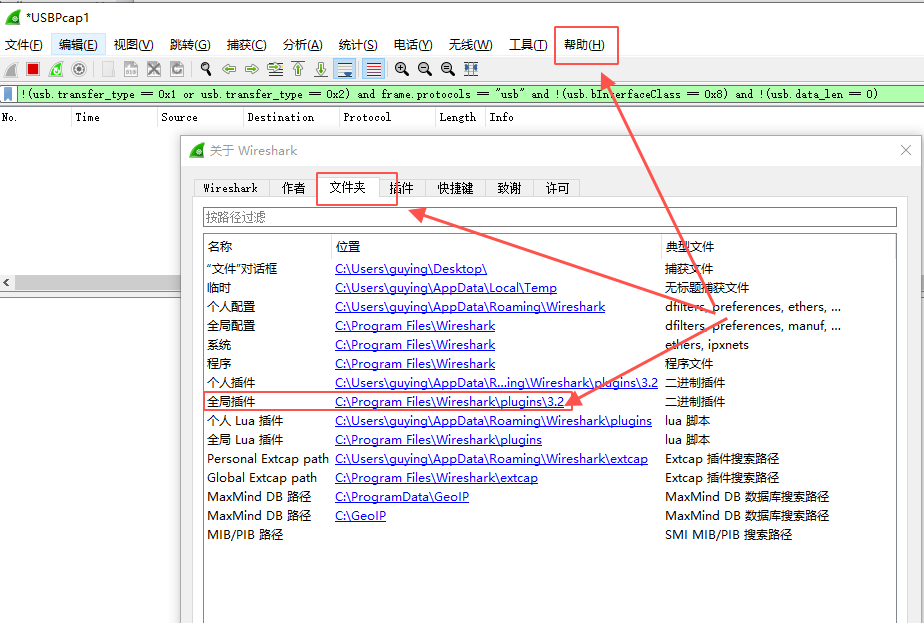 *USBPcap1
文件(F) 编辑(E) 视图(V) 跳转(G) 捕获(C) 分析(A) 统计(S) 电话(Y) 无线(W) 工具(T) 帮助(H)
!(usb.transfer_type == 0x1 or usb.transfer_type == 0x2) and frame.protocols == "usb" and !(usb.bInterfaceClass == 0x8) and !(usb.data_len == 0)
No. Time Source Destination Protocol Length Info
关于 Wireshark
Wireshark 作者 文件夹 插件 快捷键 致谢 许可
按路径过滤
名称 位置 典型文件
“文件”对话框 C:\Users\guying\Desktop\ 捕获文件
临时 C:\Users\guying\AppData\Local\Temp 无标题捕获文件
个人配置 C:\Users\guying\AppData\Roaming\Wireshark dfilters, preferences, ethers, ...
全局配置 C:\Program Files\Wireshark dfilters, preferences, manuf, ...
系统 C:\Program Files\Wireshark ethers, ipxnets
程序 C:\Program Files\Wireshark 程序文件
个人插件 C:\Users\guying\AppData\R...ing\Wireshark\plugins\3.2 二进制插件
全局插件 C:\Program Files\Wireshark\plugins\3.2 二进制插件
个人 Lua 插件 C:\Users\guying\AppData\Roaming\Wireshark\plugins lua 脚本
全局 Lua 插件 C:\Program Files\Wireshark\plugins lua 脚本
Personal Extcap path C:\Users\guying\AppData\Roaming\Wireshark\extcap Extcap 插件搜索路径
Global Extcap path C:\Program Files\Wireshark\extcap Extcap 插件搜索路径
MaxMind DB 路径 C:\ProgramData\GeoIP MaxMind DB 数据库搜索路径
MaxMind DB 路径 C:\GeoIP MaxMind DB 数据库搜索路径
MIB/PIB 路径 SMI MIB/PIB 搜索路径